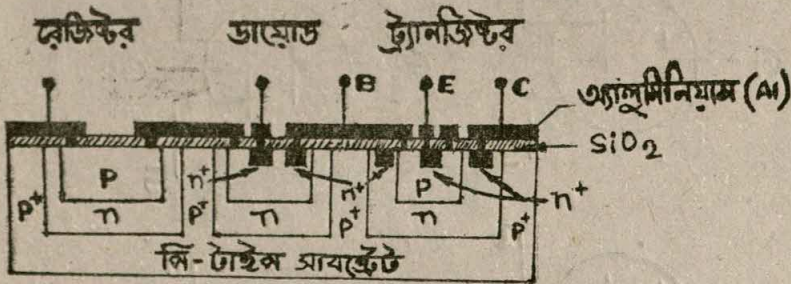 রেজিস্টর ডায়োড ট্র্যানজিস্টর
B E C
অ্যালুমিনিয়াম (Al)
SiO₂
P n⁺ n⁺ P n⁺
P⁺ n P⁺ n P⁺ n P⁺
পি-টাইপ সাবস্ট্রেট